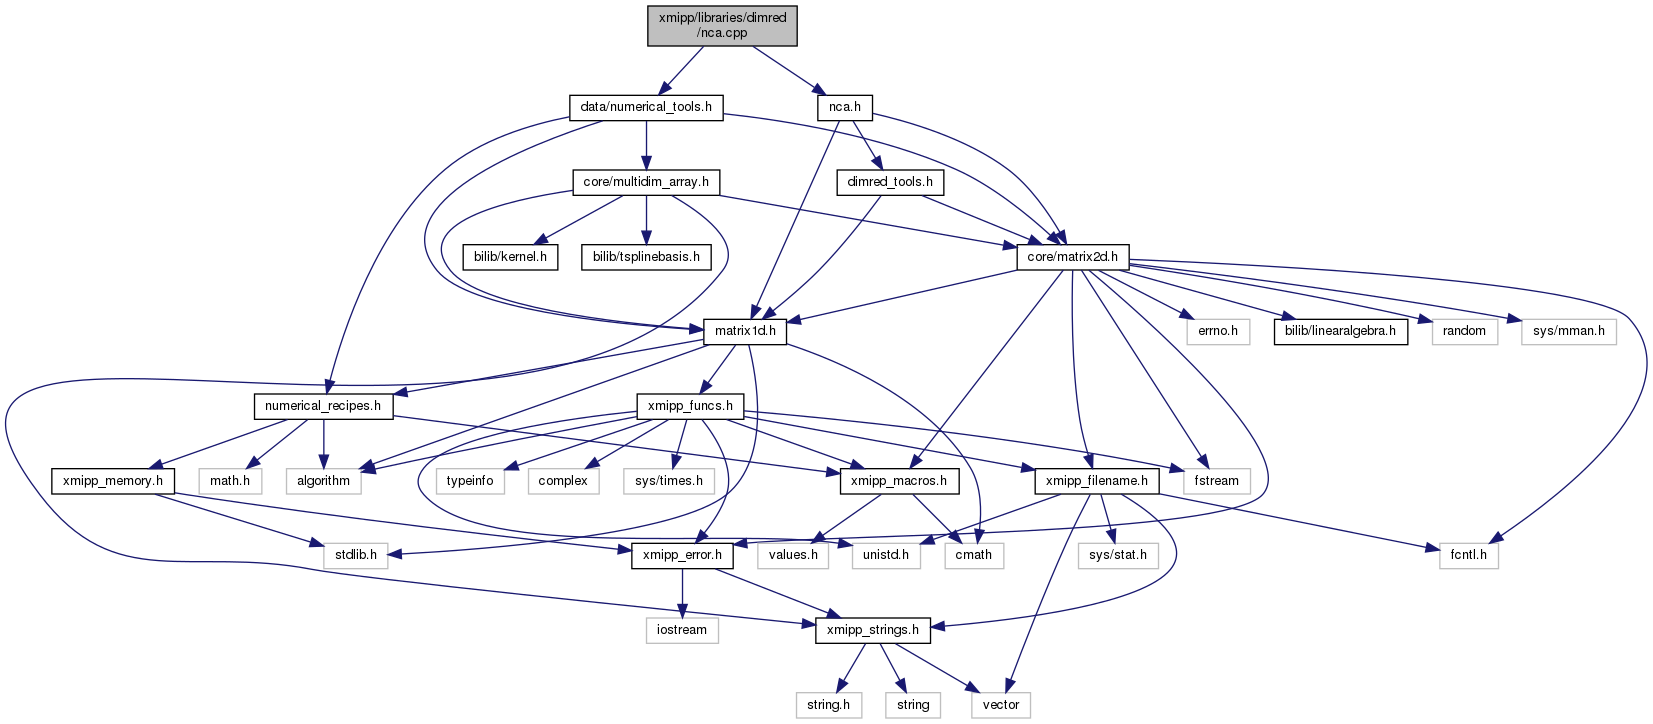 xmipp/libraries/dimred
/nca.cpp
data/numerical_tools.h
nca.h
core/multidim_array.h
dimred_tools.h
bilib/kernel.h
bilib/tsplinebasis.h
core/matrix2d.h
matrix1d.h
errno.h
bilib/linearalgebra.h
random
sys/mman.h
numerical_recipes.h
xmipp_funcs.h
xmipp_memory.h
math.h
algorithm
typeinfo
complex
sys/times.h
xmipp_macros.h
xmipp_filename.h
fstream
stdlib.h
xmipp_error.h
values.h
unistd.h
cmath
sys/stat.h
fcntl.h
iostream
xmipp_strings.h
string.h
string
vector